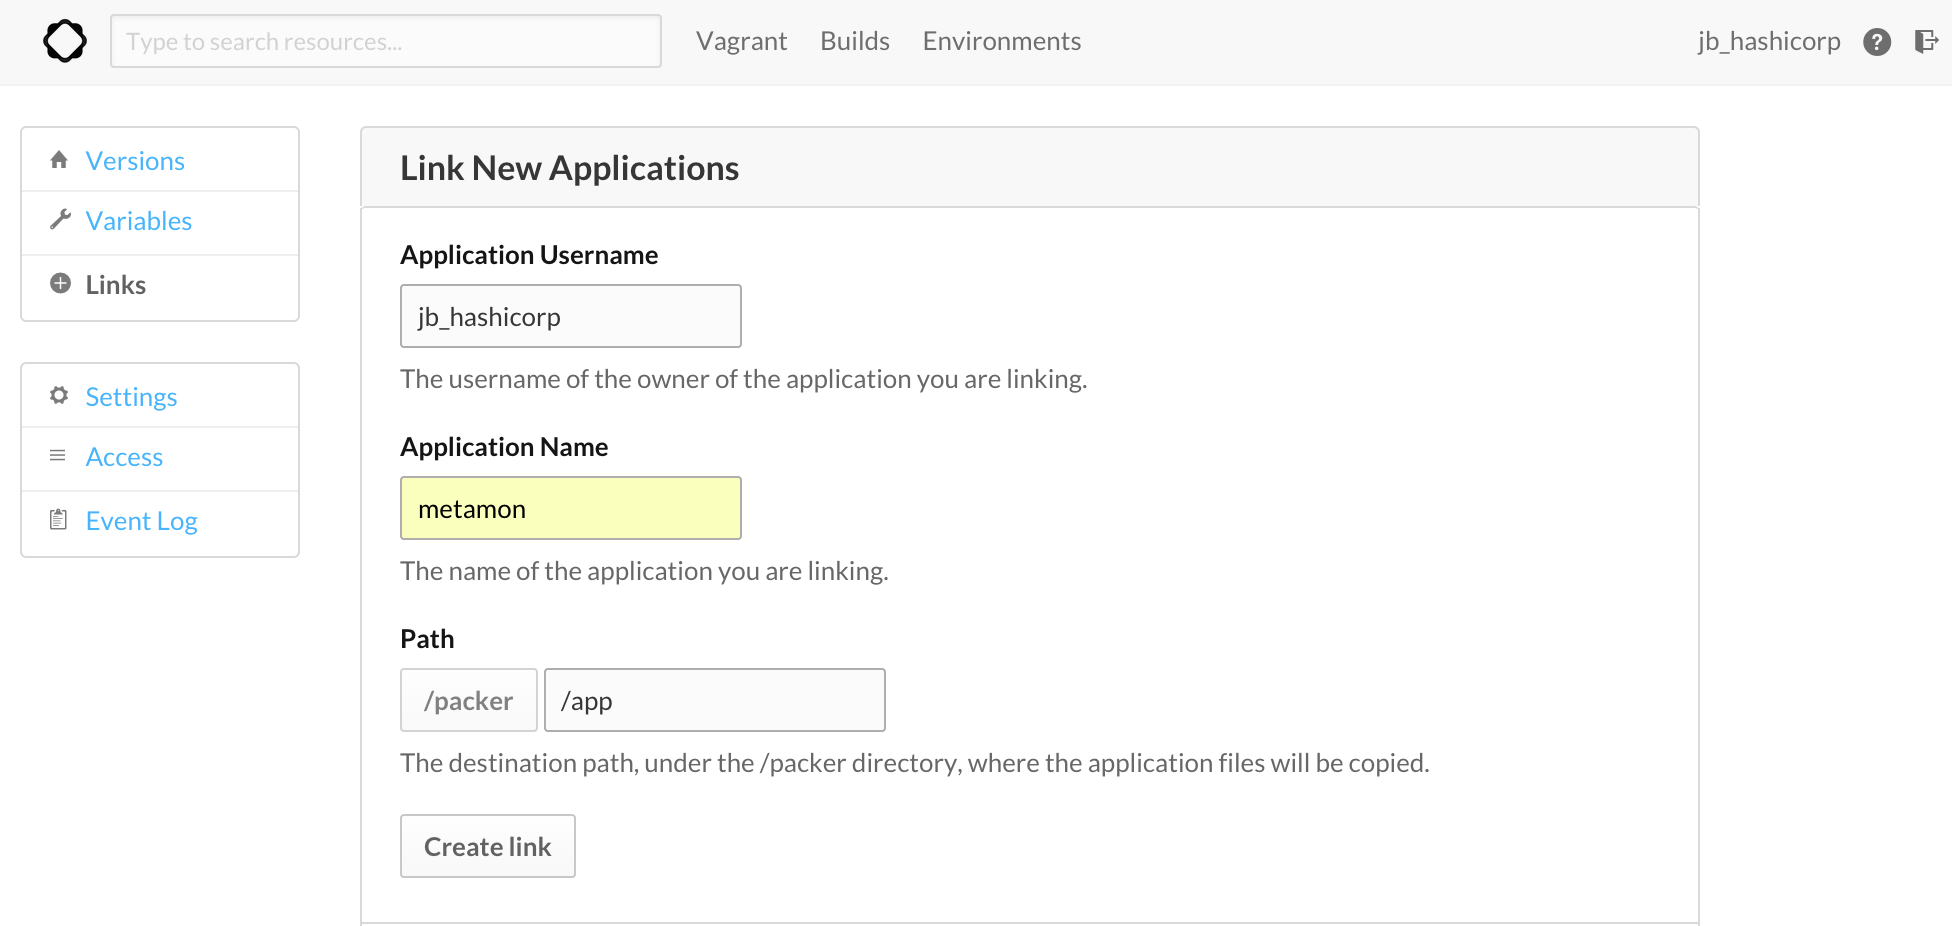 Type to search resources...
Vagrant Builds Environments
jb_hashicorp
Versions
Variables
Links
Settings
Access
Event Log
Link New Applications
Application Username
jb_hashicorp
The username of the owner of the application you are linking.
Application Name
metamon
The name of the application you are linking.
Path
/packer /app
The destination path, under the /packer directory, where the application files will be copied.
Create link